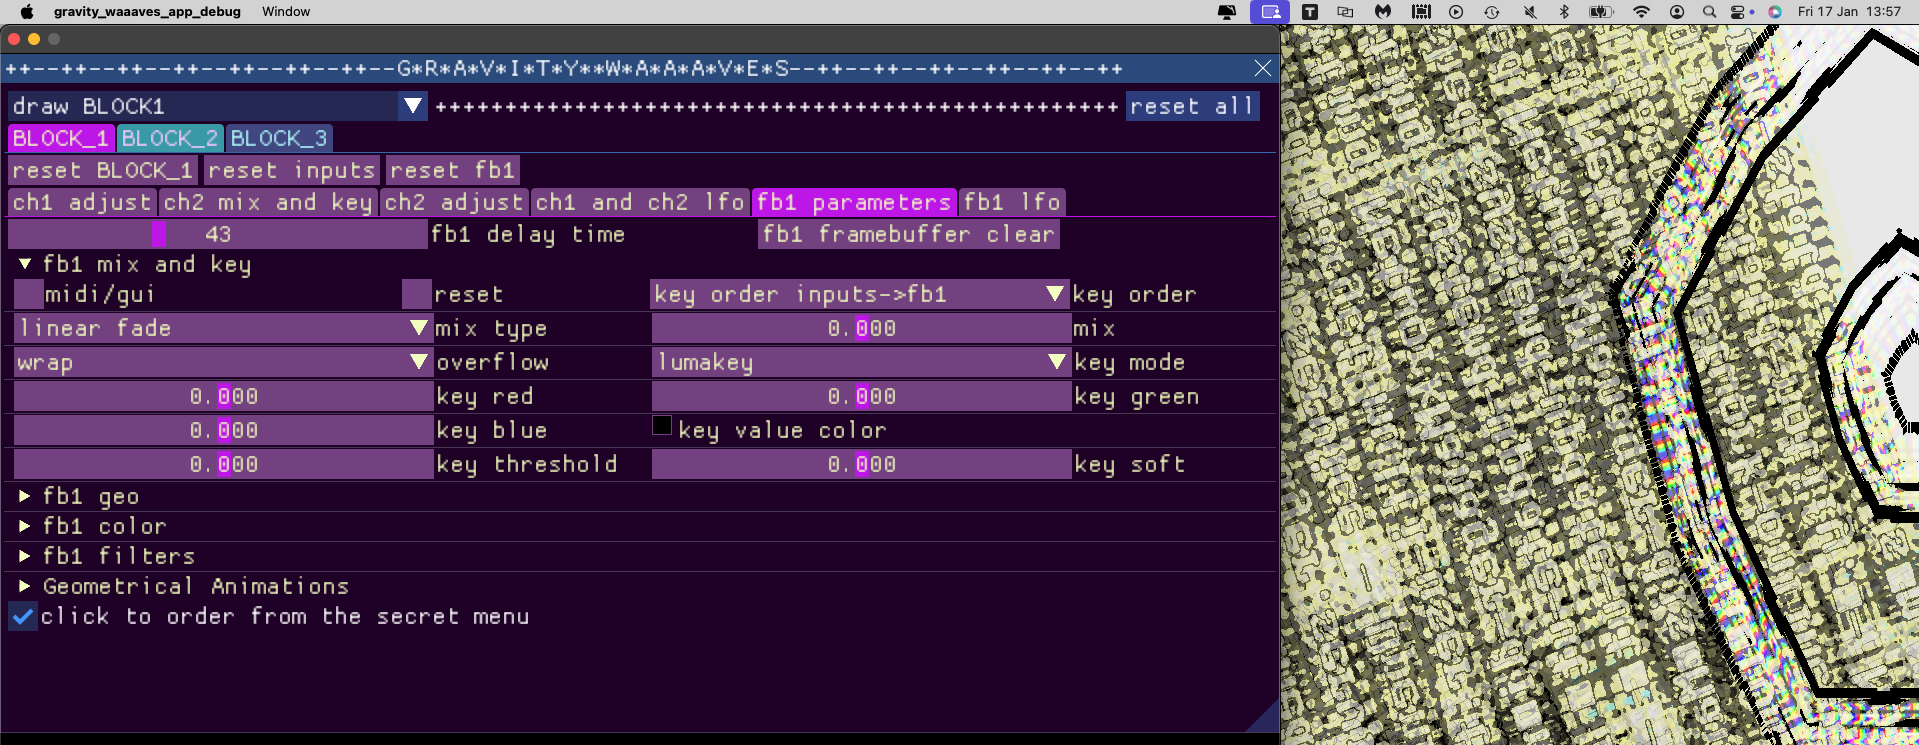 gravity_waaaves_app_debug Window Fri 17 Jan 13:57
++--++--++--++--++--++--++--G*R*A*V*I*T*Y**W*A*A*A*V*E*S--++--++--++--++--++--++
draw BLOCK1 +++++++++++++++++++++++++++++++++++++++++++++++++ reset all
BLOCK_1 BLOCK_2 BLOCK_3
reset BLOCK_1 reset inputs reset fb1
ch1 adjust ch2 mix and key ch2 adjust ch1 and ch2 lfo fb1 parameters fb1 lfo
43 fb1 delay time fb1 framebuffer clear
fb1 mix and key
midi/gui reset key order inputs->fb1 key order
linear fade mix type 0.000 mix
wrap overflow lumakey key mode
0.000 key red 0.000 key green
0.000 key blue key value color
0.000 key threshold 0.000 key soft
fb1 geo
fb1 color
fb1 filters
Geometrical Animations
click to order from the secret menu